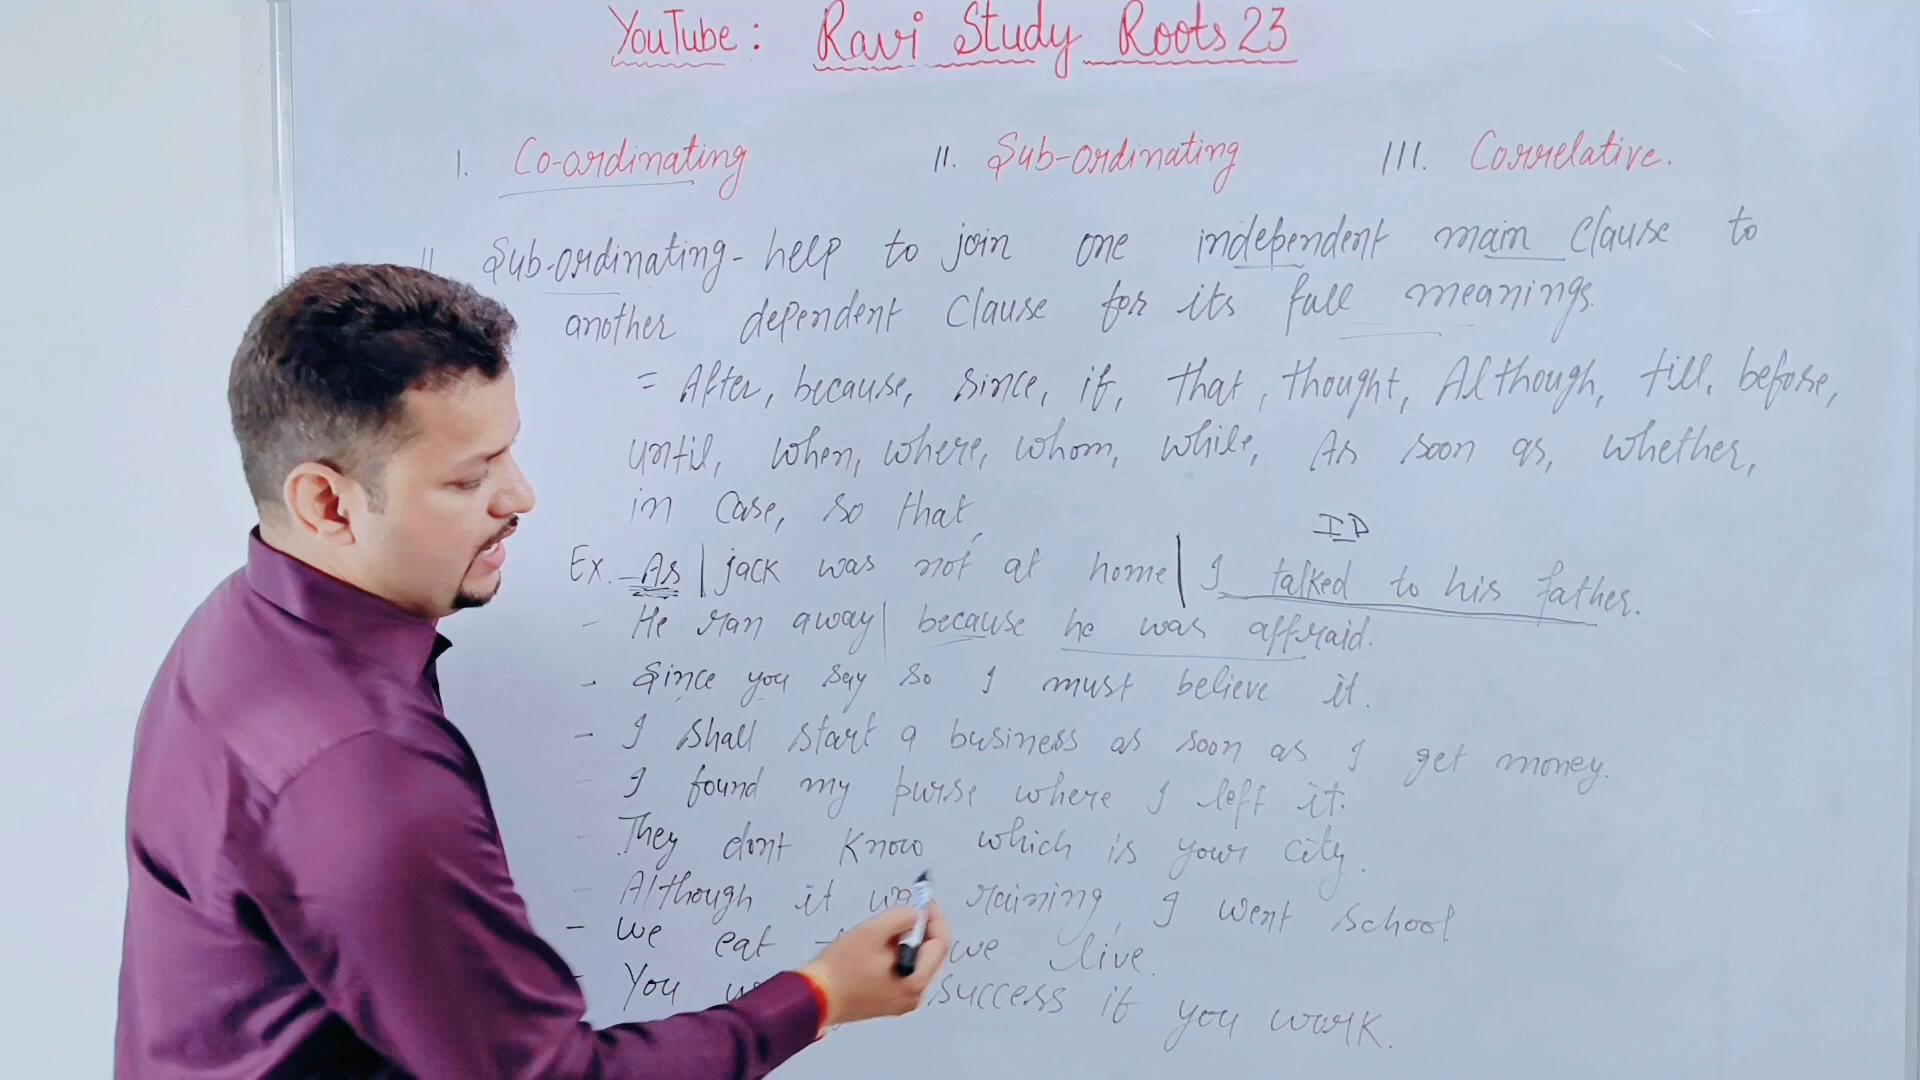 YouTube : Ravi Study Roots 23
I. Co-ordinating II. Sub-ordinating III. Correlative.
II Sub-ordinating - help to join one independent main Clause to
another dependent Clause for its full meanings.
= After, because, since, if, that, thought, Although, till, before,
until, when, where, whom, while, As soon as, whether,
in case, so that,
ID
Ex. - As | jack was not at home | I talked to his father.
- He ran away | because he was affraid.
- Since you say so I must believe it.
- I shall start a business as soon as I get money.
- I found my purse where I left it.
- They dont know which is your city.
- Although it was raining, I went school
- we eat we live.
- You success if you work.